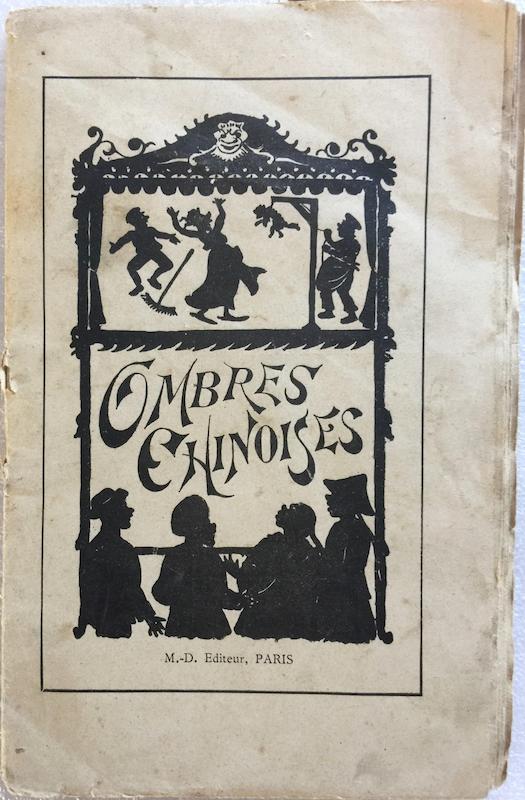 OMBRES
CHINOISES
M.-D. Editeur, PARIS